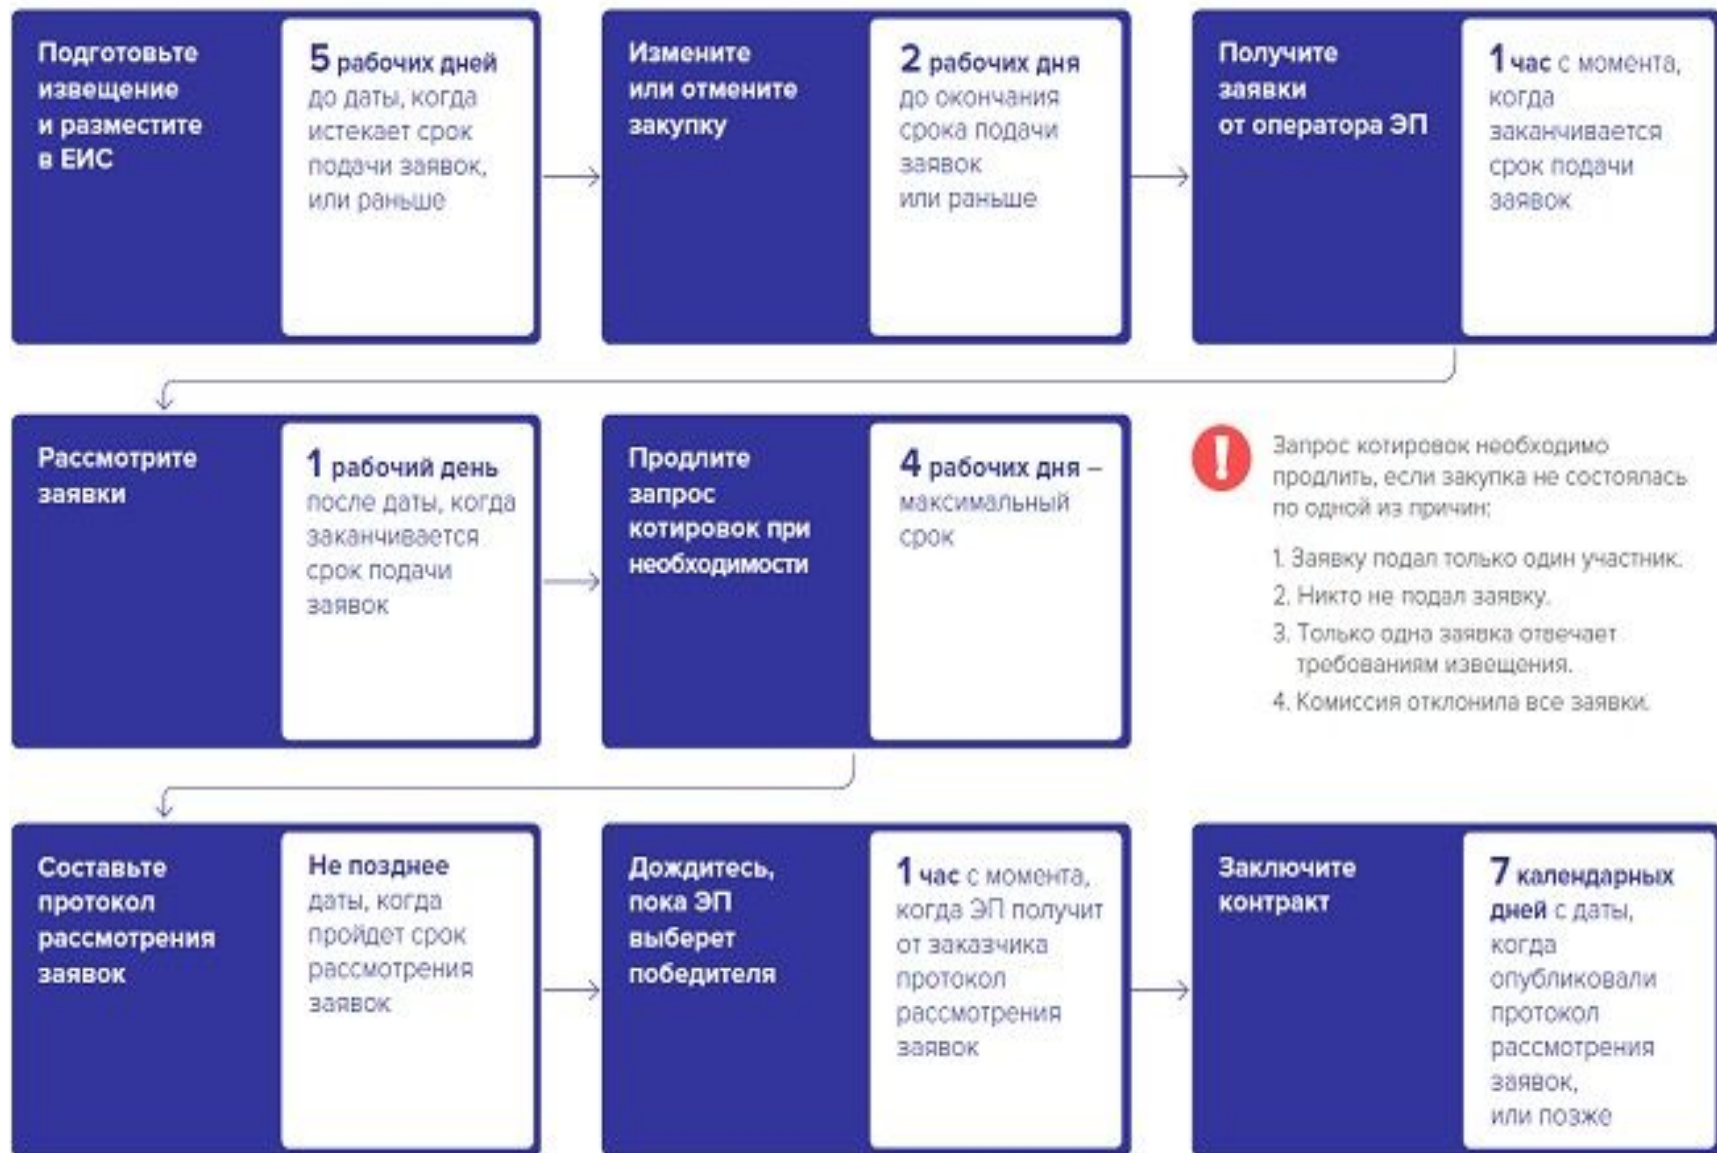 Подготовьте
извещение
и разместите
в ЕИС
5 рабочих дней
до даты, когда
истекает срок
подачи заявок,
или раньше
Измените
или отмените
закупку
2 рабочих дня
до окончания
срока подачи
заявок
или раньше
Получите
заявки
от оператора ЭП
1 час с момента,
когда
заканчивается
срок подачи
заявок
Рассмотрите
заявки
1 рабочий день
после даты, когда
заканчивается
срок подачи
заявок
Продлите
запрос
котировок при
необходимости
4 рабочих дня –
максимальный
срок
!
Запрос котировок необходимо
продлить, если закупка не состоялась
по одной из причин:
1. Заявку подал только один участник.
2. Никто не подал заявку.
3. Только одна заявка отвечает
требованиям извещения.
4. Комиссия отклонила все заявки.
Составьте
протокол
рассмотрения
заявок
Не позднее
даты, когда
пройдет срок
рассмотрения
заявок
Дождитесь,
пока ЭП
выберет
победителя
1 час с момента,
когда ЭП получит
от заказчика
протокол
рассмотрения
заявок
Заключите
контракт
7 календарных
дней с даты,
когда
опубликовали
протокол
рассмотрения
заявок,
или позже